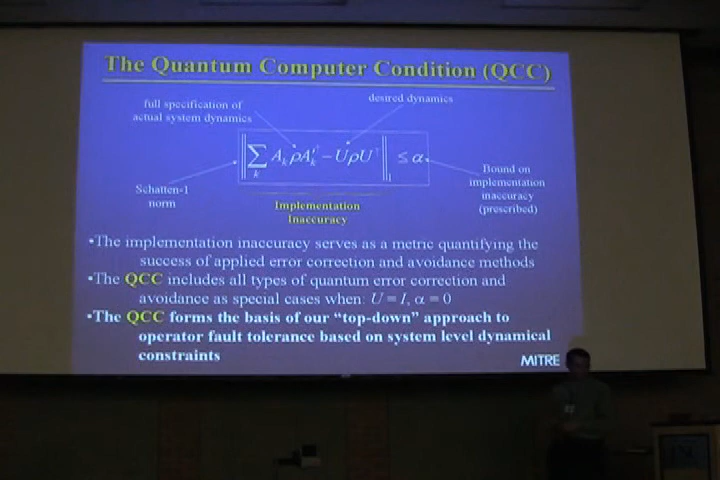 The Quantum Computer Condition (QCC)
full specification of
actual system dynamics
desired dynamics
‖∑ₖ AₖρA′ₖ† − UρU†‖₁ ≤ α
Schatten-1
norm
Implementation
Inaccuracy
Bound on
implementation
inaccuracy
(prescribed)
•The implementation inaccuracy serves as a metric quantifying the
success of applied error correction and avoidance methods
•The QCC includes all types of quantum error correction and
avoidance as special cases when: U = I, α = 0
•The QCC forms the basis of our “top-down” approach to
operator fault tolerance based on system level dynamical
constraints
MITRE